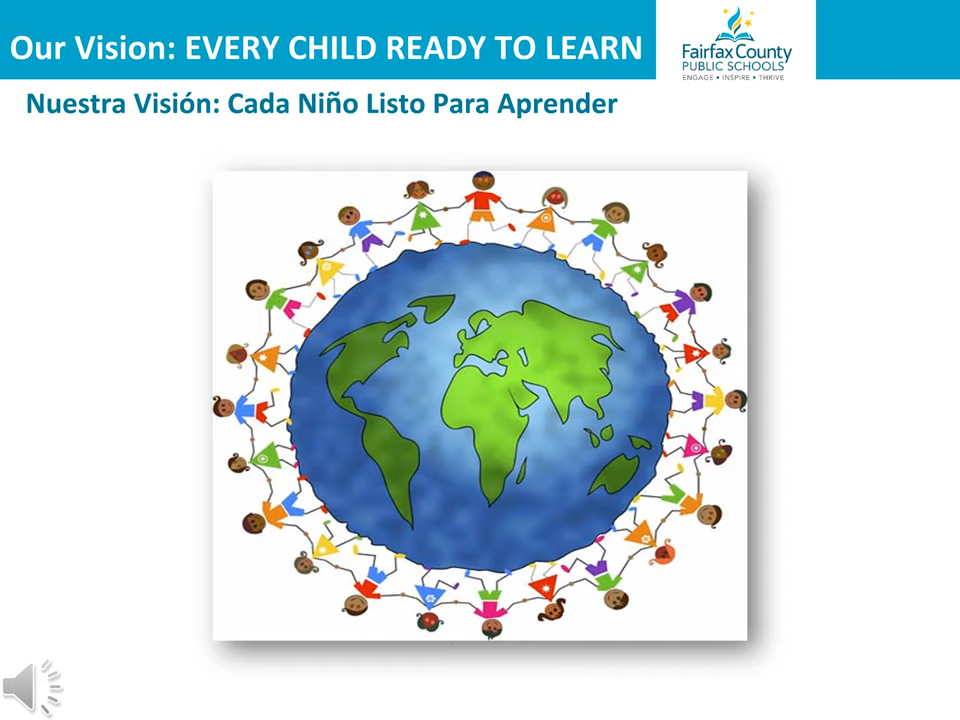 Our Vision: EVERY CHILD READY TO LEARN
Fairfax County
PUBLIC SCHOOLS
ENGAGE • INSPIRE • THRIVE
Nuestra Visión: Cada Niño Listo Para Aprender